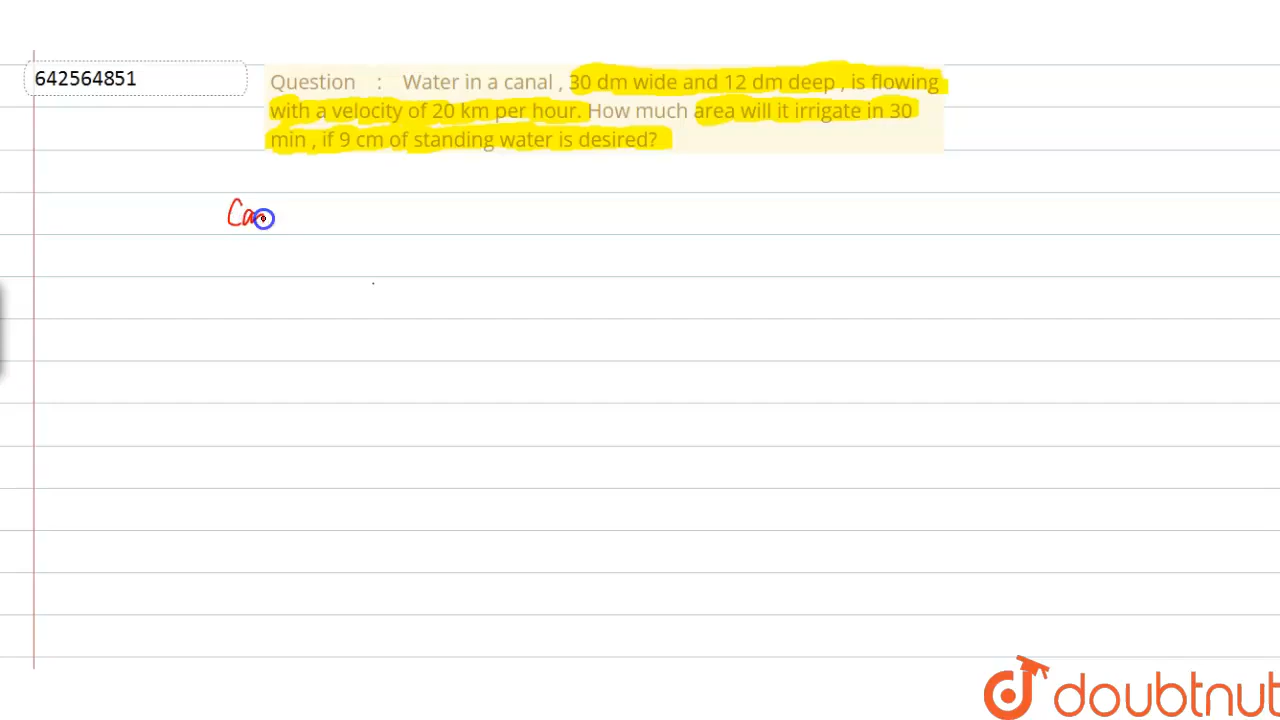 642564851
Question : Water in a canal , 30 dm wide and 12 dm deep , is flowing
with a velocity of 20 km per hour. How much area will it irrigate in 30
min , if 9 cm of standing water is desired?
Ca
doubtnut